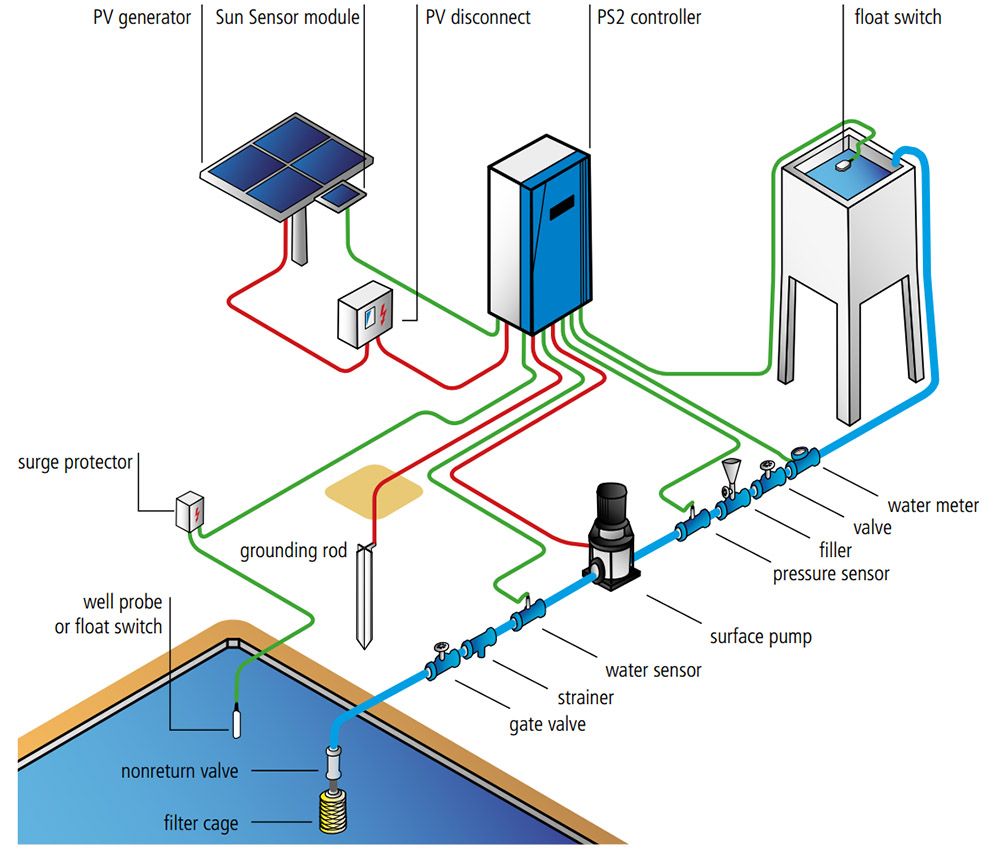 PV generator
Sun Sensor module
PV disconnect
PS2 controller
float switch
surge protector
grounding rod
well probe
or float switch
water meter
valve
filler
pressure sensor
surface pump
water sensor
strainer
gate valve
nonreturn valve
filter cage